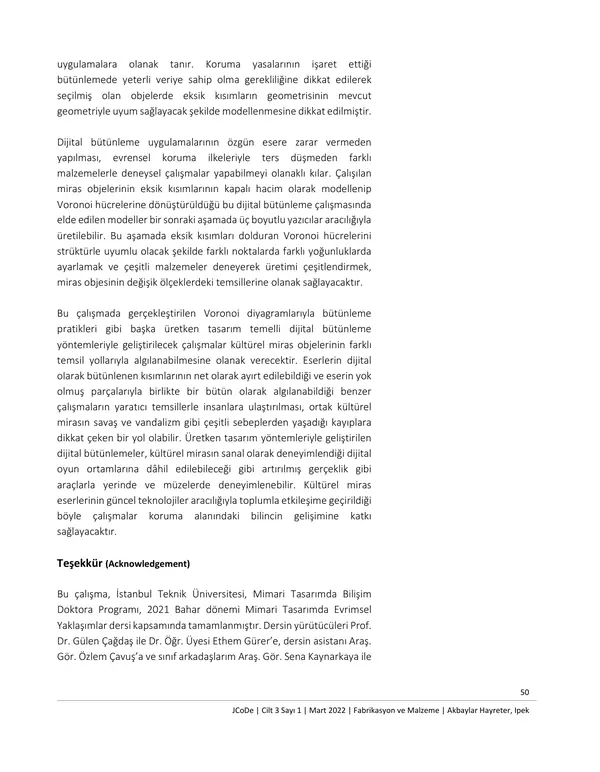 uygulamalara olanak tanır. Koruma yasalarının işaret ettiği
bütünlemede yeterli veriye sahip olma gerekliliğine dikkat edilerek
seçilmiş olan objelerde eksik kısımların geometrisinin mevcut
geometriyle uyum sağlayacak şekilde modellenmesine dikkat edilmiştir.
Dijital bütünleme uygulamalarının özgün esere zarar vermeden
yapılması, evrensel koruma ilkeleriyle ters düşmeden farklı
malzemelerle deneysel çalışmalar yapabilmeyi olanaklı kılar. Çalışılan
miras objelerinin eksik kısımlarının kapalı hacim olarak modellenip
Voronoi hücrelerine dönüştürüldüğü bu dijital bütünleme çalışmasında
elde edilen modeller bir sonraki aşamada üç boyutlu yazıcılar aracılığıyla
üretilebilir. Bu aşamada eksik kısımları dolduran Voronoi hücrelerini
strüktürle uyumlu olacak şekilde farklı noktalarda farklı yoğunluklarda
ayarlamak ve çeşitli malzemeler deneyerek üretimi çeşitlendirmek,
miras objesinin değişik ölçeklerdeki temsillerine olanak sağlayacaktır.
Bu çalışmada gerçekleştirilen Voronoi diyagramlarıyla bütünleme
pratikleri gibi başka üretken tasarım temelli dijital bütünleme
yöntemleriyle geliştirilecek çalışmalar kültürel miras objelerinin farklı
temsil yollarıyla algılanabilmesine olanak verecektir. Eserlerin dijital
olarak bütünlenen kısımlarının net olarak ayırt edilebildiği ve eserin yok
olmuş parçalarıyla birlikte bir bütün olarak algılanabildiği benzer
çalışmaların yaratıcı temsillerle insanlara ulaştırılması, ortak kültürel
mirasın savaş ve vandalizm gibi çeşitli sebeplerden yaşadığı kayıplara
dikkat çeken bir yol olabilir. Üretken tasarım yöntemleriyle geliştirilen
dijital bütünlemeler, kültürel mirasın sanal olarak deneyimlendiği dijital
oyun ortamlarına dâhil edilebileceği gibi artırılmış gerçeklik gibi
araçlarla yerinde ve müzelerde deneyimlenebilir. Kültürel miras
eserlerinin güncel teknolojiler aracılığıyla toplumla etkileşime geçirildiği
böyle çalışmalar koruma alanındaki bilincin gelişimine katkı
sağlayacaktır.
Teşekkür (Acknowledgement)
Bu çalışma, İstanbul Teknik Üniversitesi, Mimari Tasarımda Bilişim
Doktora Programı, 2021 Bahar dönemi Mimari Tasarımda Evrimsel
Yaklaşımlar dersi kapsamında tamamlanmıştır. Dersin yürütücüleri Prof.
Dr. Gülen Çağdaş ile Dr. Öğr. Üyesi Ethem Gürer'e, dersin asistanı Araş.
Gör. Özlem Çavuş'a ve sınıf arkadaşlarım Araş. Gör. Sena Kaynarkaya ile
50
JCoDe | Cilt 3 Sayı 1 | Mart 2022 | Fabrikasyon ve Malzeme | Akbaylar Hayreter, Ipek